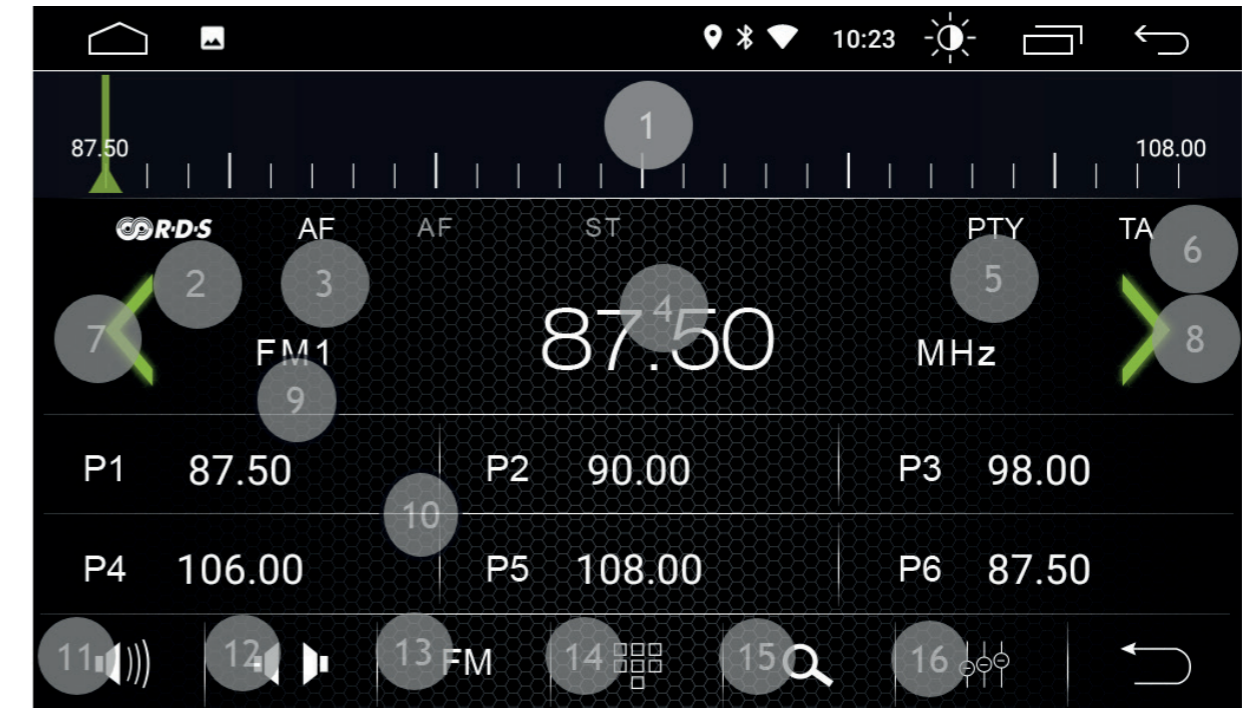 10:23
1
87.50 108.00
R·D·S AF AF ST PTY TA
2 3 4 5 6
7 8
FM1 87.50 MHz
9
P1 87.50 P2 90.00 P3 98.00
10
P4 106.00 P5 108.00 P6 87.50
11 12 13 FM 14 15 16